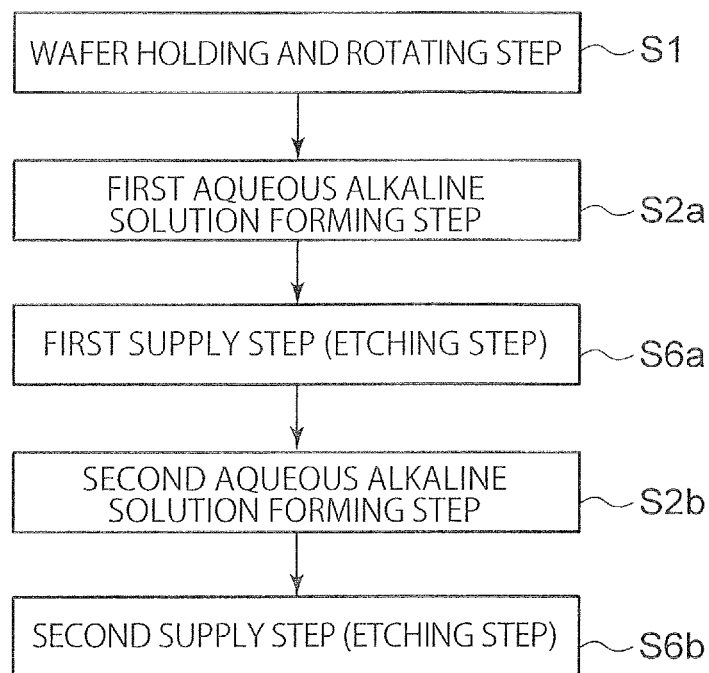 WAFER HOLDING AND ROTATING STEP
S1
FIRST AQUEOUS ALKALINE
SOLUTION FORMING STEP
S2a
FIRST SUPPLY STEP (ETCHING STEP)
S6a
SECOND AQUEOUS ALKALINE
SOLUTION FORMING STEP
S2b
SECOND SUPPLY STEP (ETCHING STEP)
S6b